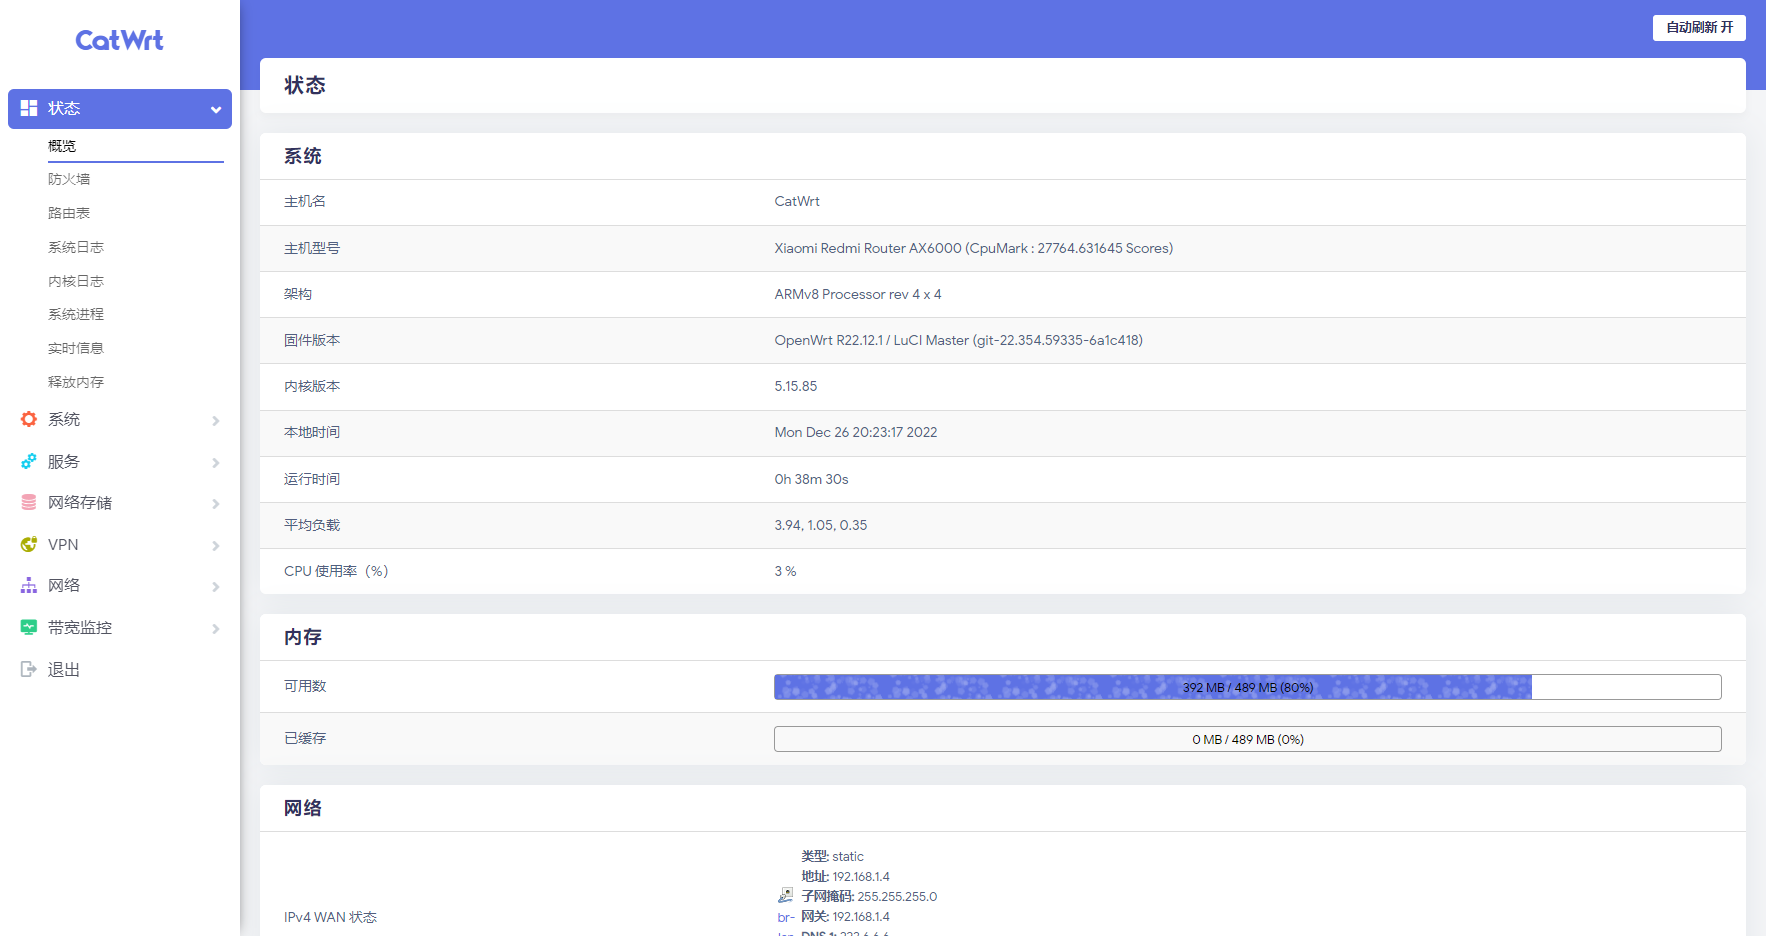 CatWrt
自动刷新 开
状态
概览
防火墙
路由表
系统日志
内核日志
系统进程
实时信息
释放内存
系统
服务
网络存储
VPN
网络
带宽监控
退出
状态
系统
主机名 CatWrt
主机型号 Xiaomi Redmi Router AX6000 (CpuMark : 27764.631645 Scores)
架构 ARMv8 Processor rev 4 x 4
固件版本 OpenWrt R22.12.1 / LuCI Master (git-22.354.59335-6a1c418)
内核版本 5.15.85
本地时间 Mon Dec 26 20:23:17 2022
运行时间 0h 38m 30s
平均负载 3.94, 1.05, 0.35
CPU 使用率（%） 3 %
内存
可用数 392 MB / 489 MB (80%)
已缓存 0 MB / 489 MB (0%)
网络
IPv4 WAN 状态
br-
类型: static
地址: 192.168.1.4
子网掩码: 255.255.255.0
网关: 192.168.1.4
DNS 1: 223.6.6.6